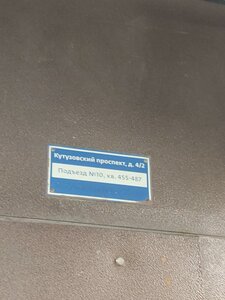 Кутузовский проспект, д. 4/2
Подъезд №10, кв. 455-487